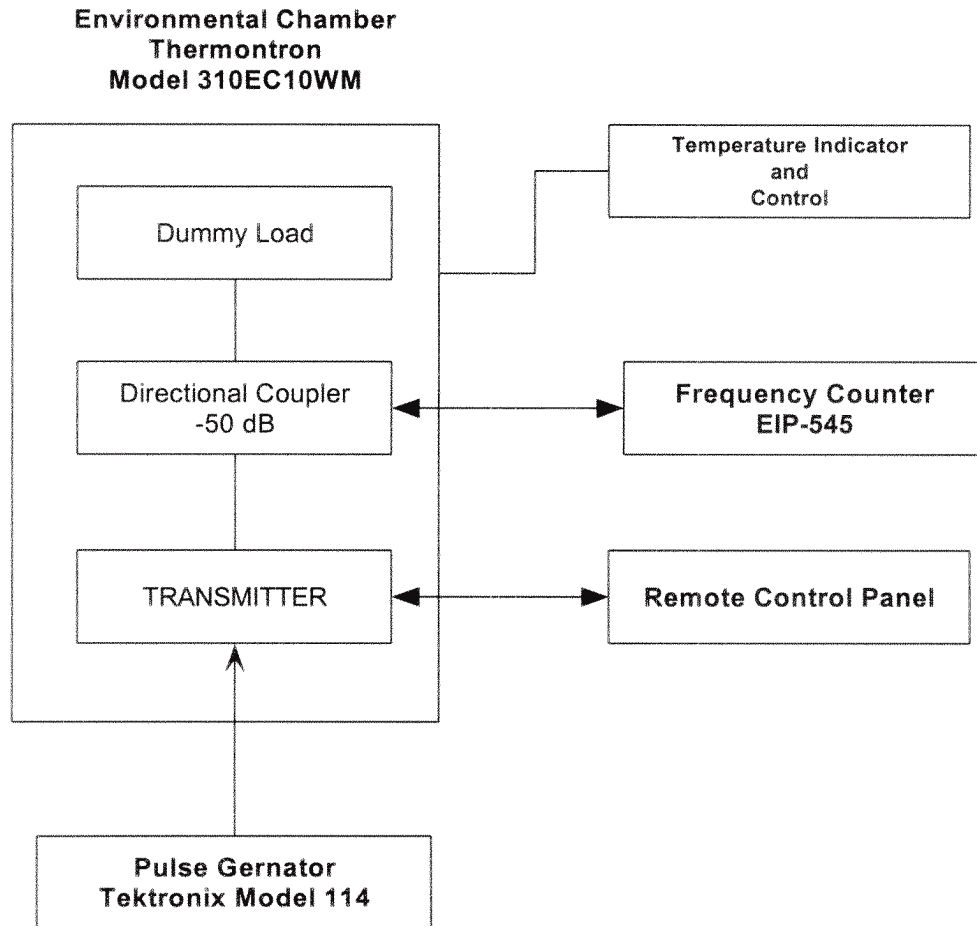 Environmental Chamber
Thermontron
Model 310EC10WM
Temperature Indicator
and
Control
Dummy Load
Directional Coupler
-50 dB
Frequency Counter
EIP-545
TRANSMITTER
Remote Control Panel
Pulse Gernator
Tektronix Model 114